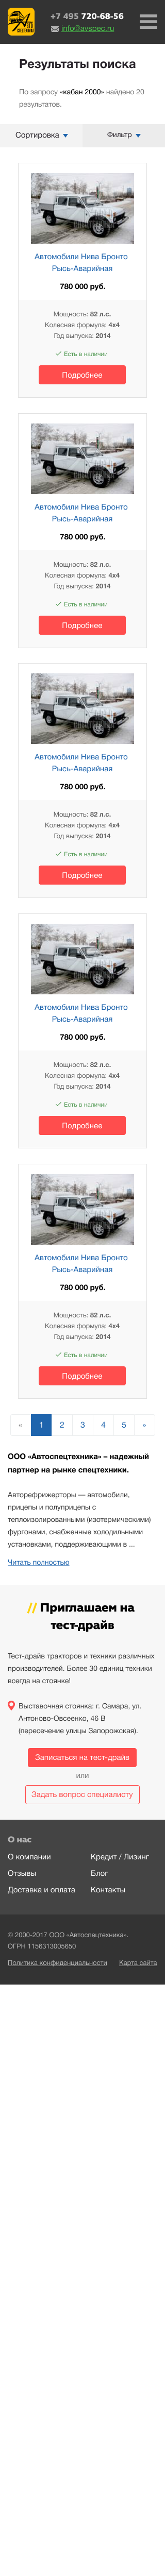 +7 495 720-68-56
info@avspec.ru
Результаты поиска
По запросу «кабан 2000» найдено 20
результатов.
Сортировка
Фильтр
Автомобили Нива Бронто
Рысь-Аварийная
780 000 руб.
Мощность: 82 л.с.
Колесная формула: 4x4
Год выпуска: 2014
Есть в наличии
Подробнее
Автомобили Нива Бронто
Рысь-Аварийная
780 000 руб.
Мощность: 82 л.с.
Колесная формула: 4x4
Год выпуска: 2014
Есть в наличии
Подробнее
Автомобили Нива Бронто
Рысь-Аварийная
780 000 руб.
Мощность: 82 л.с.
Колесная формула: 4x4
Год выпуска: 2014
Есть в наличии
Подробнее
Автомобили Нива Бронто
Рысь-Аварийная
780 000 руб.
Мощность: 82 л.с.
Колесная формула: 4x4
Год выпуска: 2014
Есть в наличии
Подробнее
Автомобили Нива Бронто
Рысь-Аварийная
780 000 руб.
Мощность: 82 л.с.
Колесная формула: 4x4
Год выпуска: 2014
Есть в наличии
Подробнее
« 1 2 3 4 5 »
ООО «Автоспецтехника» – надежный
партнер на рынке спецтехники.
Авторефрижераторы — автомобили,
прицепы и полуприцепы с
теплоизолированными (изотермическими)
фургонами, снабженные холодильными
установками, поддерживающими в ...
Читать полностью
// Приглашаем на
тест-драйв
Тест-драйв тракторов и техники различных
производителей. Более 30 единиц техники
всегда на стоянке!
Выставочная стоянка: г. Самара, ул.
Антоново-Овсеенко, 46 В
(пересечение улицы Запорожская).
Записаться на тест-драйв
или
Задать вопрос специалисту
О нас
О компании
Кредит / Лизинг
Отзывы
Блог
Доставка и оплата
Контакты
© 2000-2017 ООО «Автоспецтехника».
ОГРН 1156313005650
Политика конфиденциальности
Карта сайта